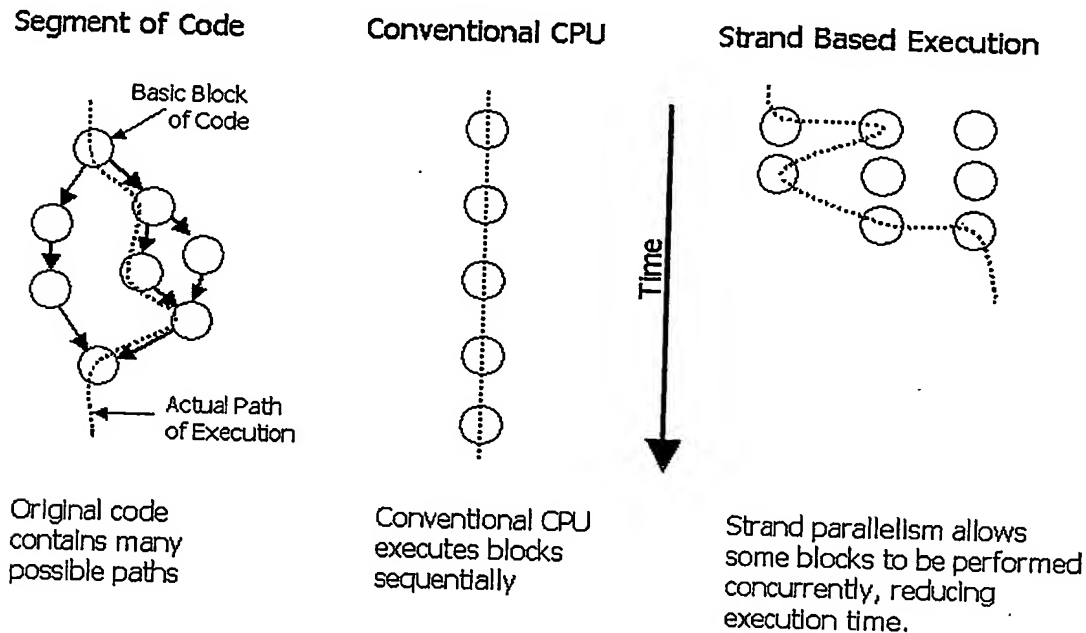 Segment of Code
Conventional CPU
Strand Based Execution
Basic Block
of Code
Time
Actual Path
of Execution
Original code
contains many
possible paths
Conventional CPU
executes blocks
sequentially
Strand parallelism allows
some blocks to be performed
concurrently, reducing
execution time.